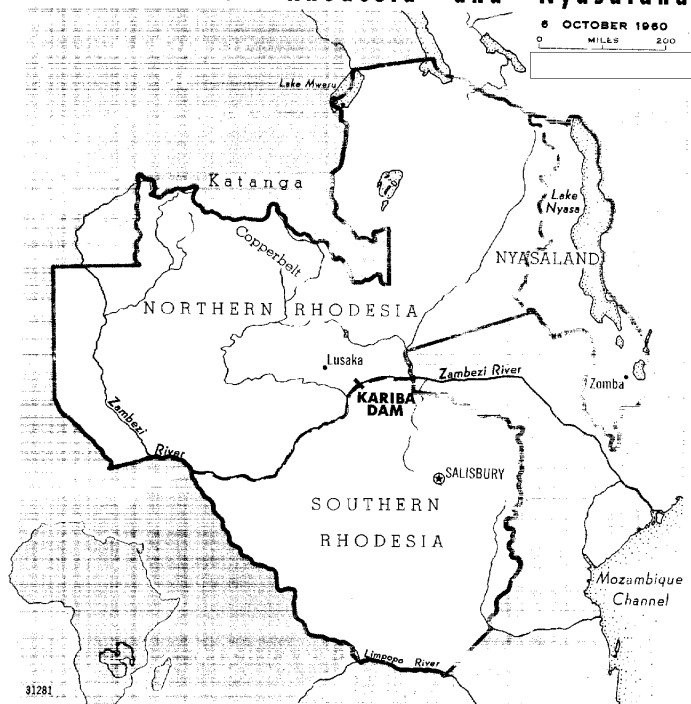 and Nyasaland
6 OCTOBER 1960
0 MILES 200
Lake Mweru
Katanga
Lake
Nyasa
Copperbelt
NYASALAND
NORTHERN RHODESIA
Lusaka
Zambezi River
Zomba
KARIBA
DAM
Zambezi
River
SALISBURY
SOUTHERN
RHODESIA
Mozambique
Channel
Limpopo River
31281